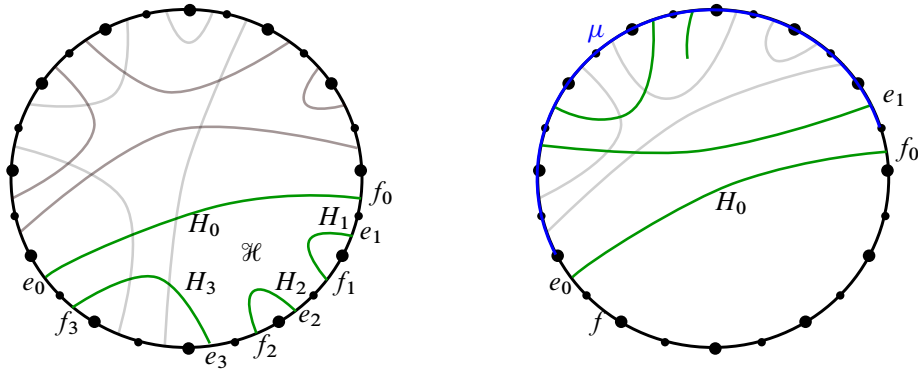 μ
e₁
f₀
f₀
H₀
H₁
e₁
H₀
ℋ
H₃
H₂
f₁
e₀
e₀
f₃
e₂
f
e₃
f₂